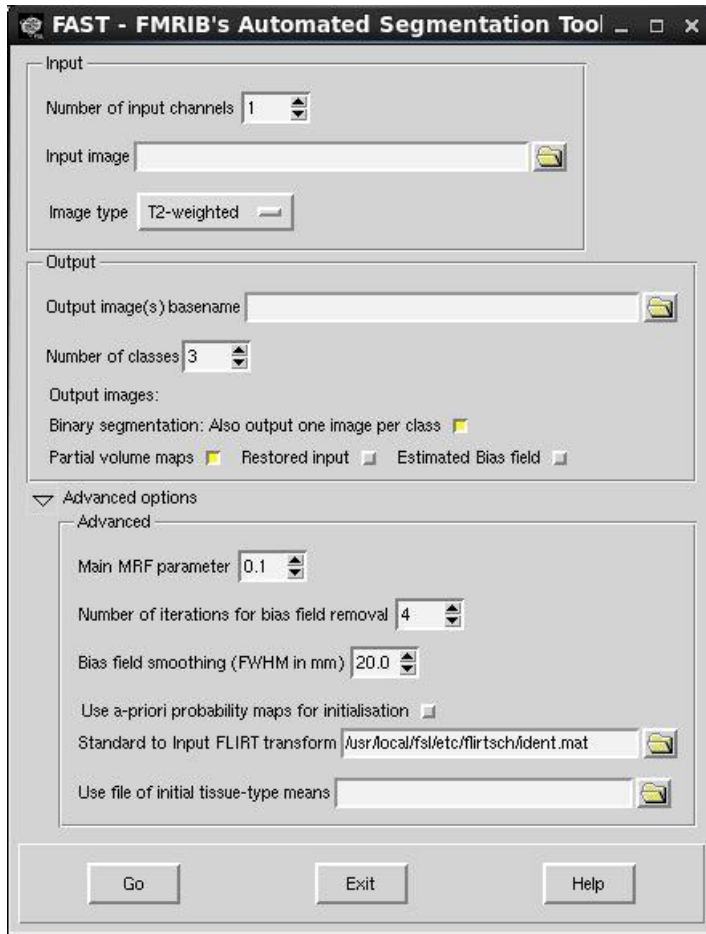 FAST - FMRIB's Automated Segmentation Tool
Input
Number of input channels 1
Input image
Image type T2-weighted
Output
Output image(s) basename
Number of classes 3
Output images:
Binary segmentation: Also output one image per class
Partial volume maps Restored input Estimated Bias field
Advanced options
Advanced
Main MRF parameter 0.1
Number of iterations for bias field removal 4
Bias field smoothing (FWHM in mm) 20.0
Use a-priori probability maps for initialisation
Standard to Input FLIRT transform /usr/local/fsl/etc/flirtsch/ident.mat
Use file of initial tissue-type means
Go Exit Help